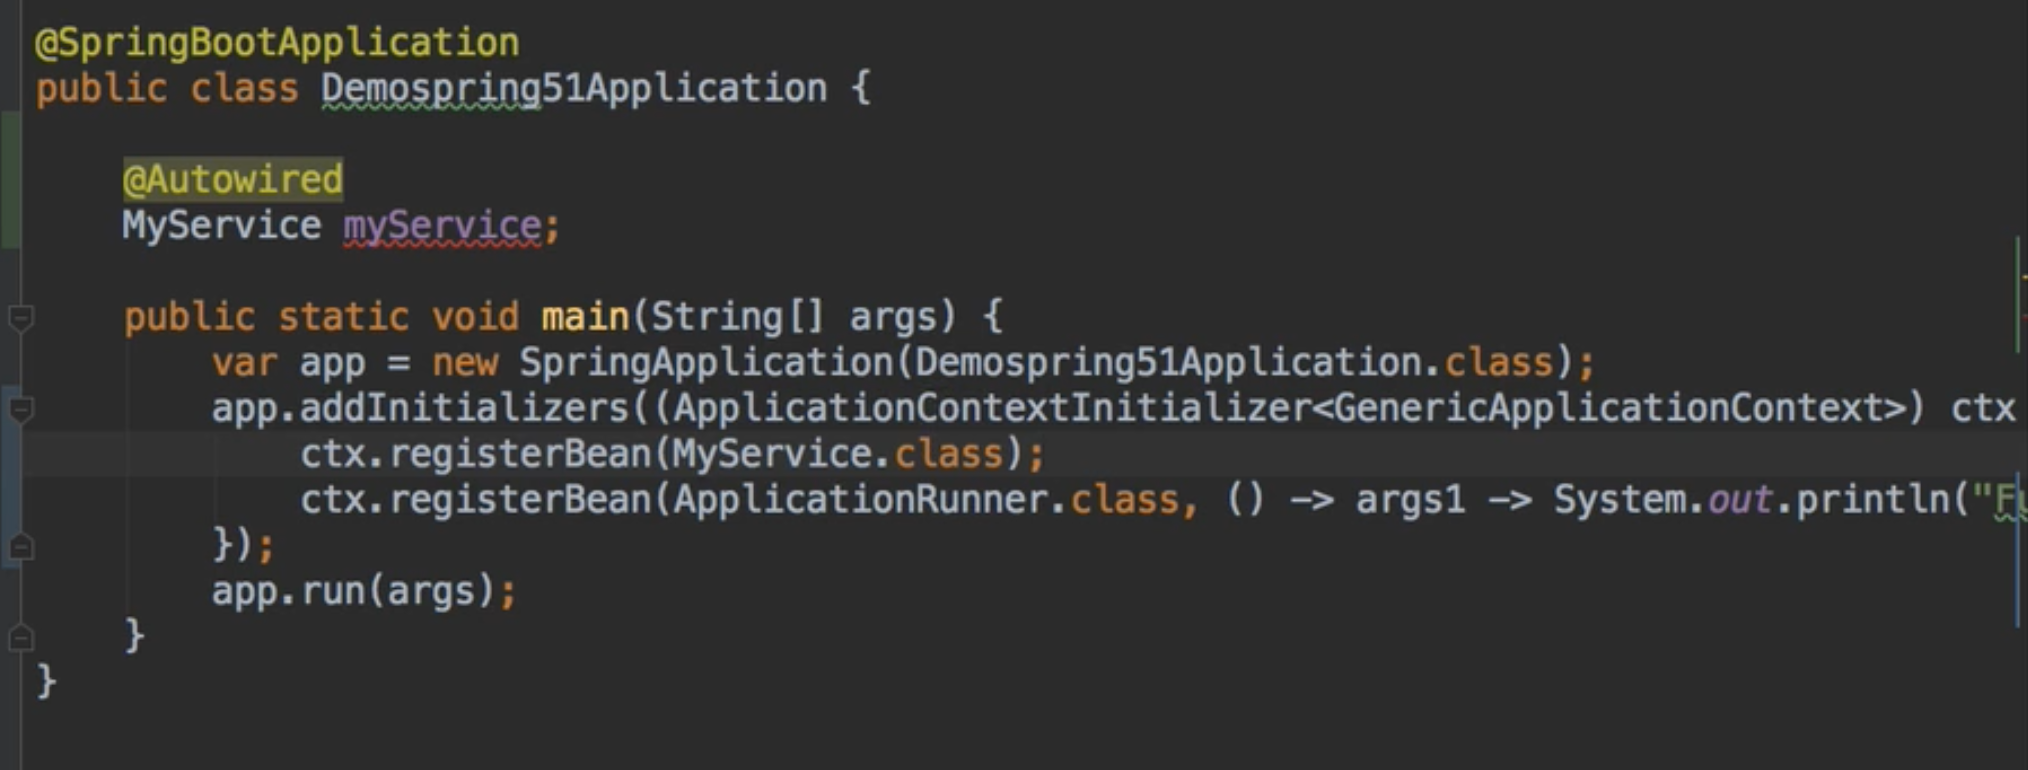 @SpringBootApplication
public class Demospring51Application {
@Autowired
MyService myService;
public static void main(String[] args) {
var app = new SpringApplication(Demospring51Application.class);
app.addInitializers((ApplicationContextInitializer<GenericApplicationContext>) ctx
ctx.registerBean(MyService.class);
ctx.registerBean(ApplicationRunner.class, () -> args1 -> System.out.println("
});
app.run(args);
}
}